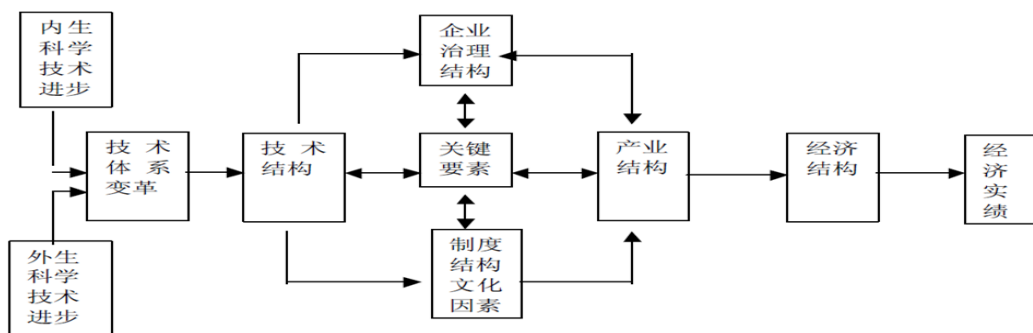 内生
科学
技术
进步
外生
科学
技术
进步
技术
体系
变革
技术
结构
企业
治理
结构
关键
要素
制度
结构
文化
因素
产业
结构
经济
结构
经
济
实
绩